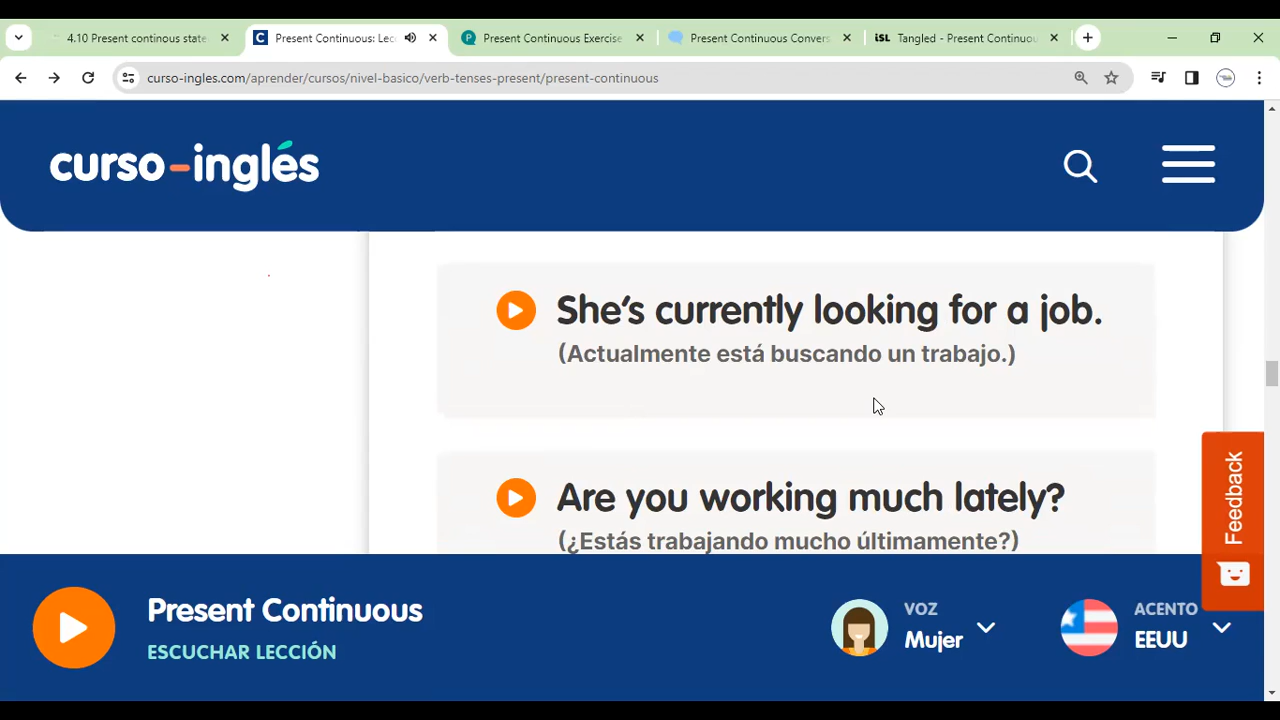 4.10 Present continous state
Present Continuous: Lec
Present Continuous Exercise
Present Continuous Convers
iSL Tangled - Present Continuou
curso-ingles.com/aprender/cursos/nivel-basico/verb-tenses-present/present-continuous
curso-inglés
She's currently looking for a job.
(Actualmente está buscando un trabajo.)
Are you working much lately?
(¿Estás trabajando mucho últimamente?)
Feedback
Present Continuous
ESCUCHAR LECCIÓN
VOZ
Mujer
ACENTO
EEUU